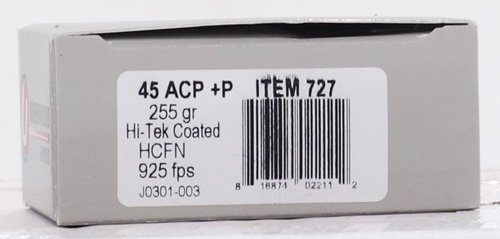 45 ACP +P ITEM 727
255 gr
Hi-Tek Coated
HCFN
925 fps
J0301-003
8 16874 02211 2